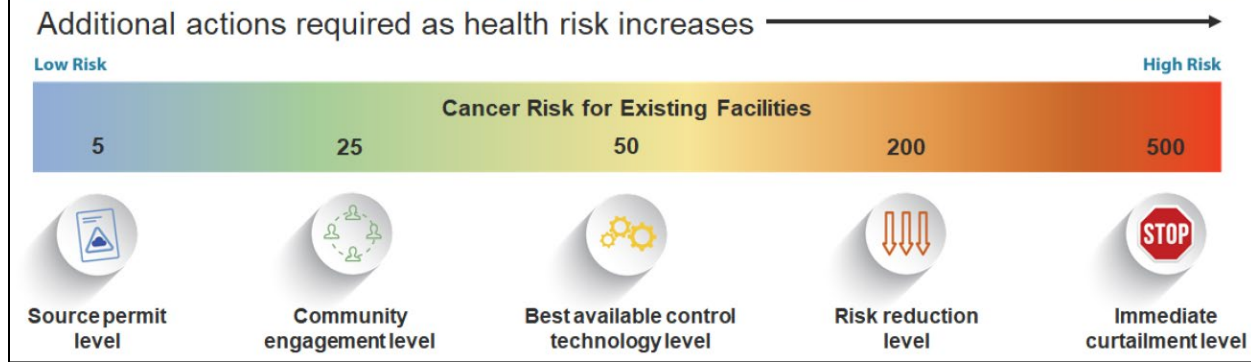 Additional actions required as health risk increases
Low Risk High Risk
Cancer Risk for Existing Facilities
5 25 50 200 500
STOP
Source permit level
Community engagement level
Best available control technology level
Risk reduction level
Immediate curtailment level